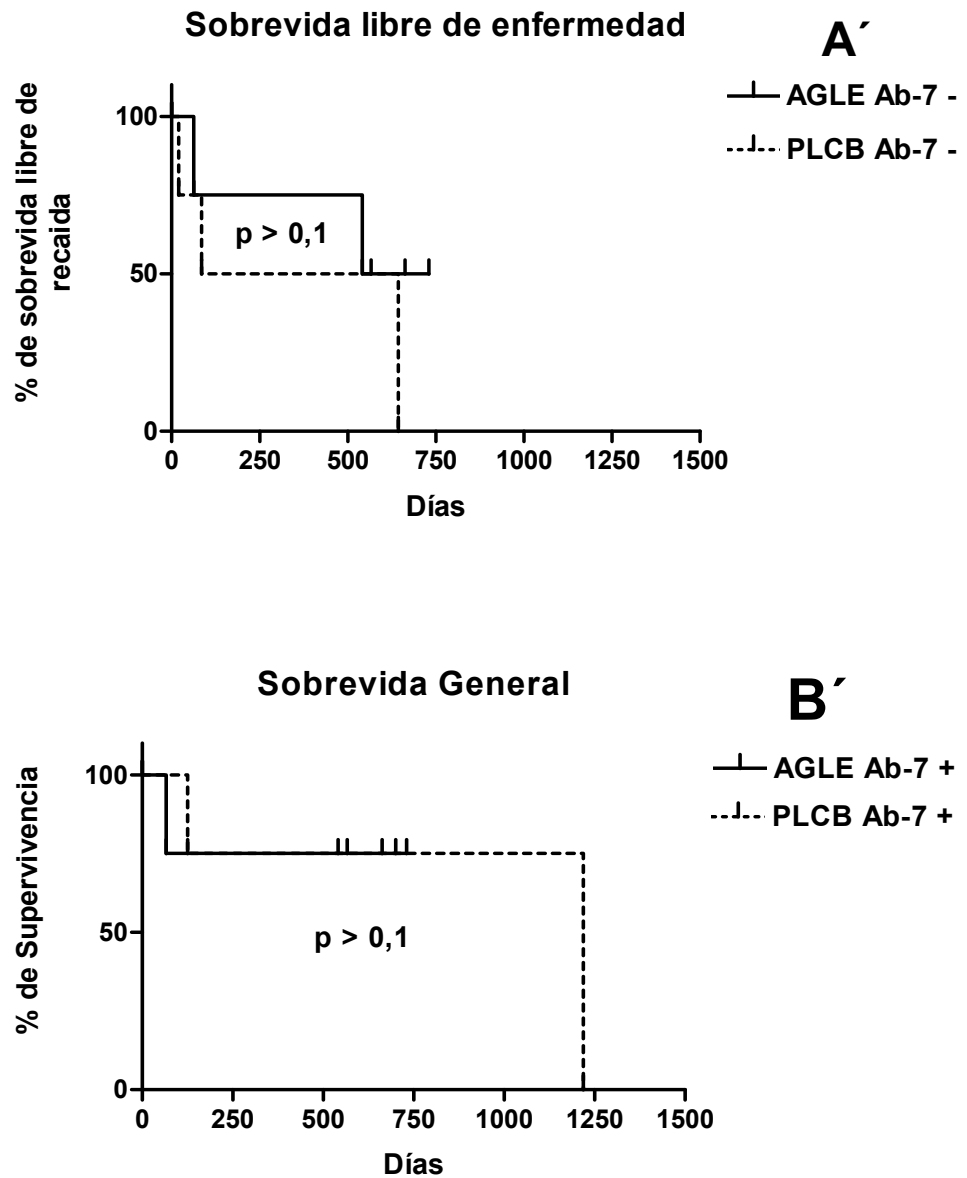 Sobrevida libre de enfermedad
A´
AGLE Ab-7 -
PLCB Ab-7 -
% de sobrevida libre de
recaida
100
50
0
p > 0,1
0 250 500 750 1000 1250 1500
Días
Sobrevida General
B´
AGLE Ab-7 +
PLCB Ab-7 +
% de Supervivencia
100
50
0
p > 0,1
0 250 500 750 1000 1250 1500
Días